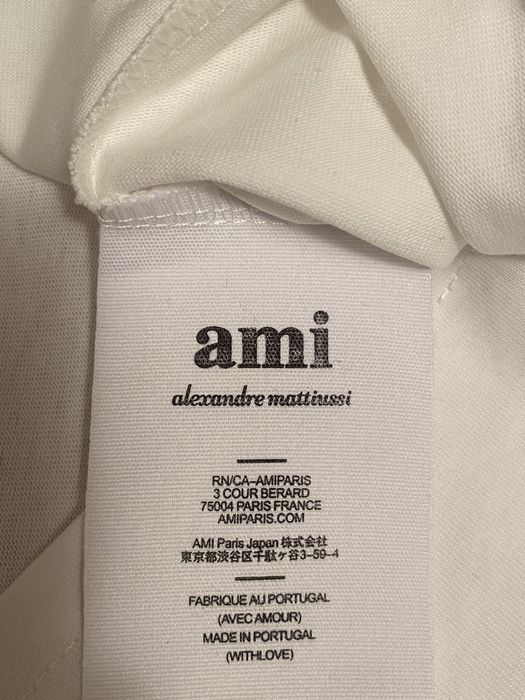 ami
alexandre mattiussi
RN/CA-AMIPARIS
3 COUR BERARD
75004 PARIS FRANCE
AMIPARIS.COM
AMI Paris Japan 株式会社
東京都渋谷区千駄ヶ谷3-59-4
FABRIQUE AU PORTUGAL
(AVEC AMOUR)
MADE IN PORTUGAL
(WITHLOVE)